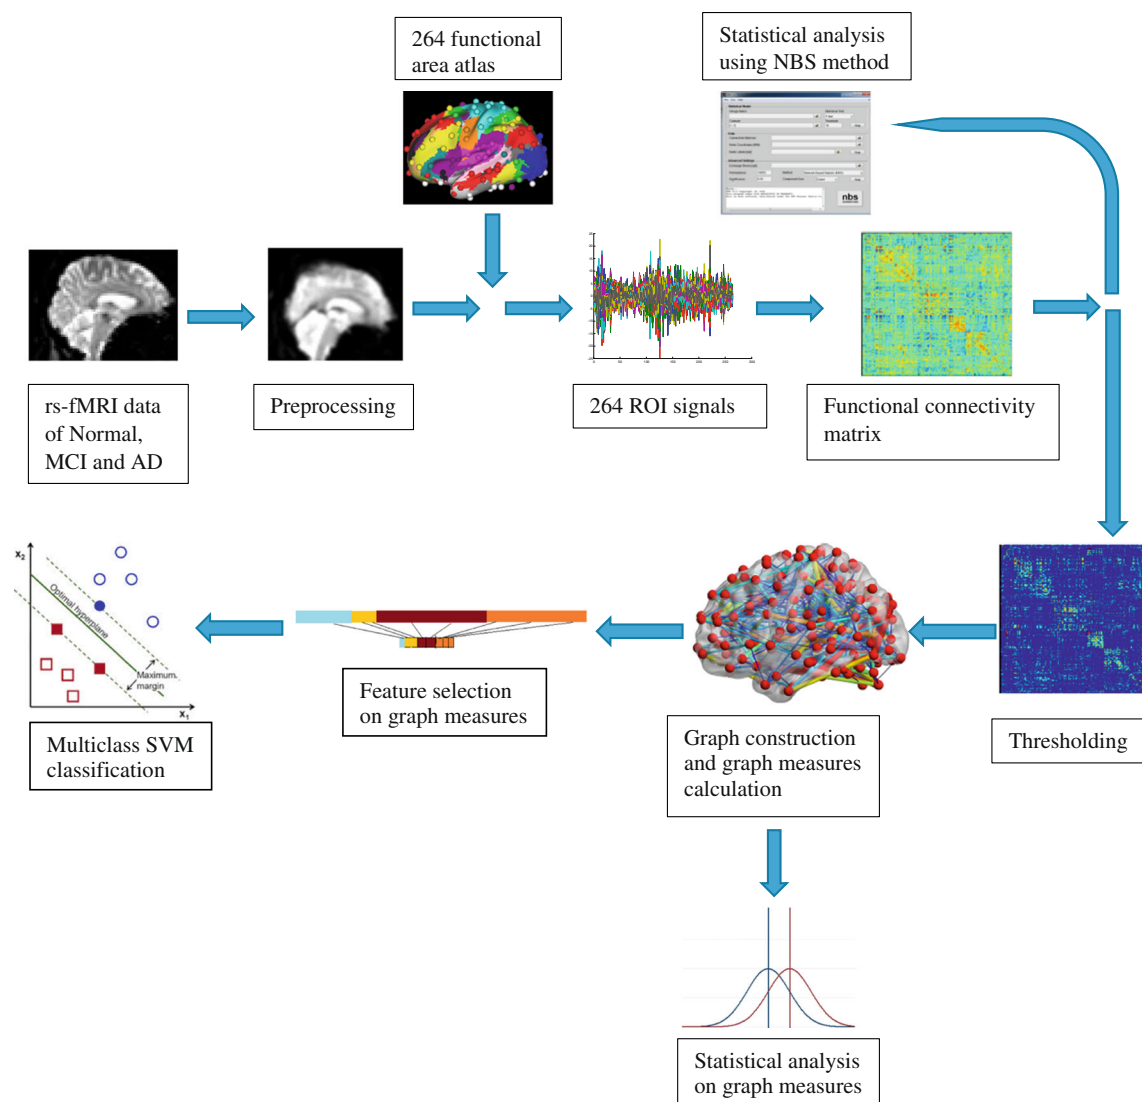 264 functional
area atlas
Statistical analysis
using NBS method
nbs
rs-fMRI data
of Normal,
MCI and AD
Preprocessing
264 ROI signals
Functional connectivity
matrix
x2
Optimal hyperplane
Maximum
margin
x1
Multiclass SVM
classification
Feature selection
on graph measures
Graph construction
and graph measures
calculation
Thresholding
Statistical analysis
on graph measures